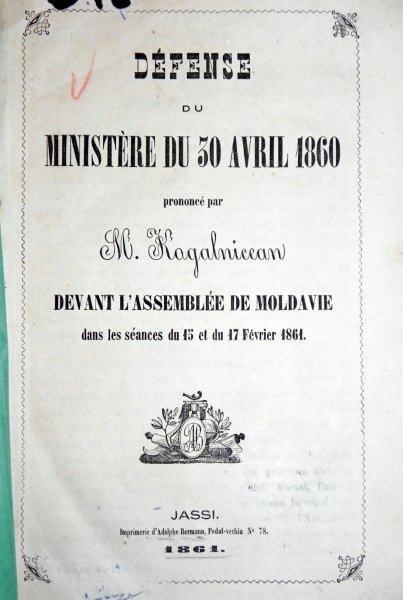 DÉFENSE
DU
MINISTÈRE DU 30 AVRIL 1860
prononcé par
M. Kogalnicean
DEVANT L'ASSEMBLÉE DE MOLDAVIE
dans les séances du 15 et du 17 Février 1861.
AB
JASSI.
Imprimerie d'Adolphe Bermann, Podul-vechiu Nº 78.
1861.